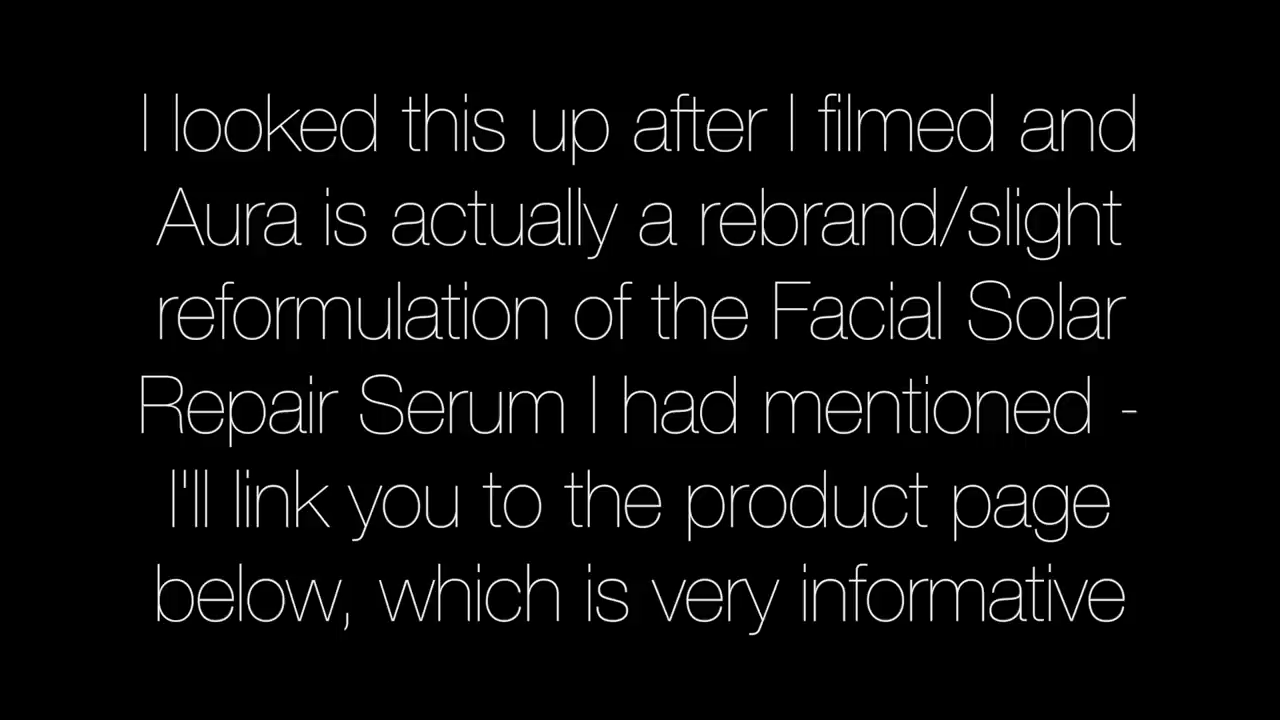 I looked this up after I filmed and
Aura is actually a rebrand/slight
reformulation of the Facial Solar
Repair Serum I had mentioned -
I'll link you to the product page
below, which is very informative